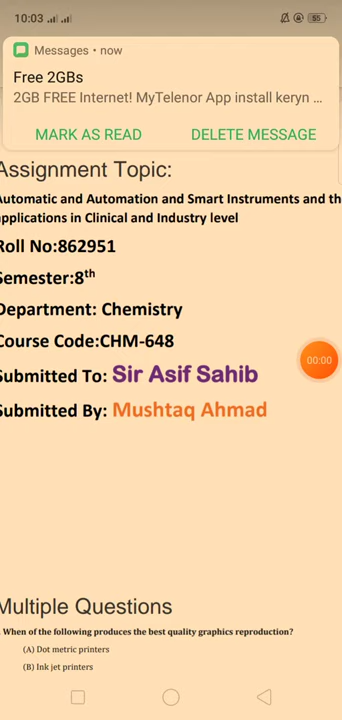 10:03
55
Messages • now
Free 2GBs
2GB FREE Internet! MyTelenor App install keryn ...
MARK AS READ
DELETE MESSAGE
Assignment Topic:
Automatic and Automation and Smart Instruments and th
applications in Clinical and Industry level
Roll No:862951
Semester:8th
Department: Chemistry
Course Code:CHM-648
00:00
Submitted To: Sir Asif Sahib
Submitted By: Mushtaq Ahmad
Multiple Questions
. When of the following produces the best quality graphics reproduction?
(A) Dot metric printers
(B) Ink jet printers